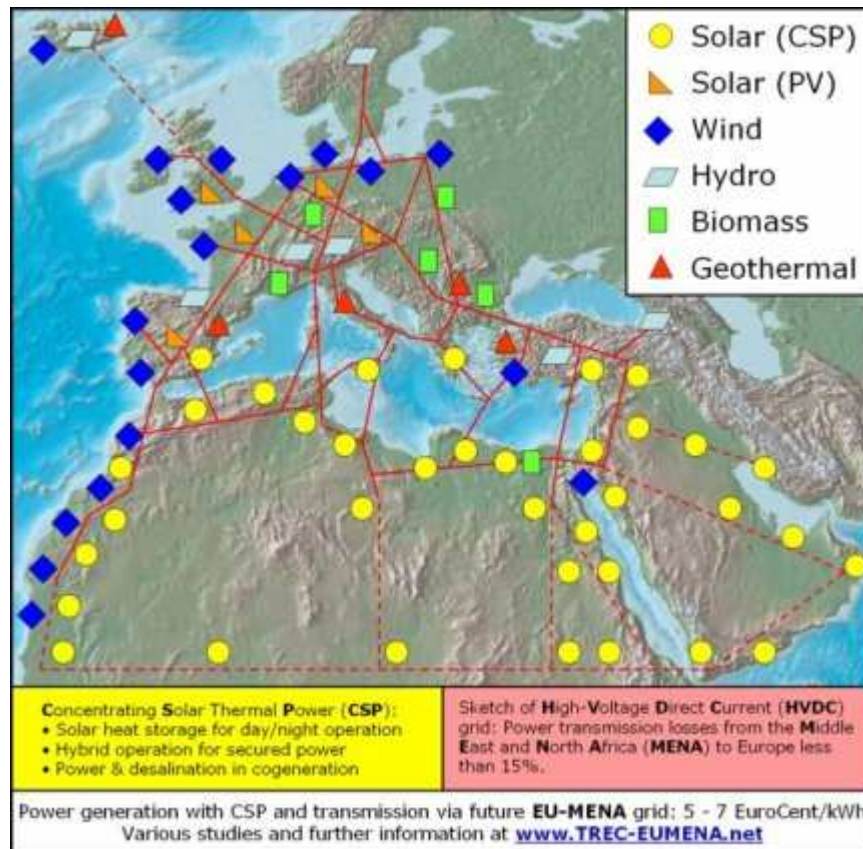 Solar (CSP)
Solar (PV)
Wind
Hydro
Biomass
Geothermal
Concentrating Solar Thermal Power (CSP):
• Solar heat storage for day/night operation
• Hybrid operation for secured power
• Power & desalination in cogeneration
Sketch of High-Voltage Direct Current (HVDC)
grid: Power transmission losses from the Middle
East and North Africa (MENA) to Europe less
than 15%.
Power generation with CSP and transmission via future EU-MENA grid: 5 - 7 EuroCent/kWh
Various studies and further information at www.TREC-EUMENA.net